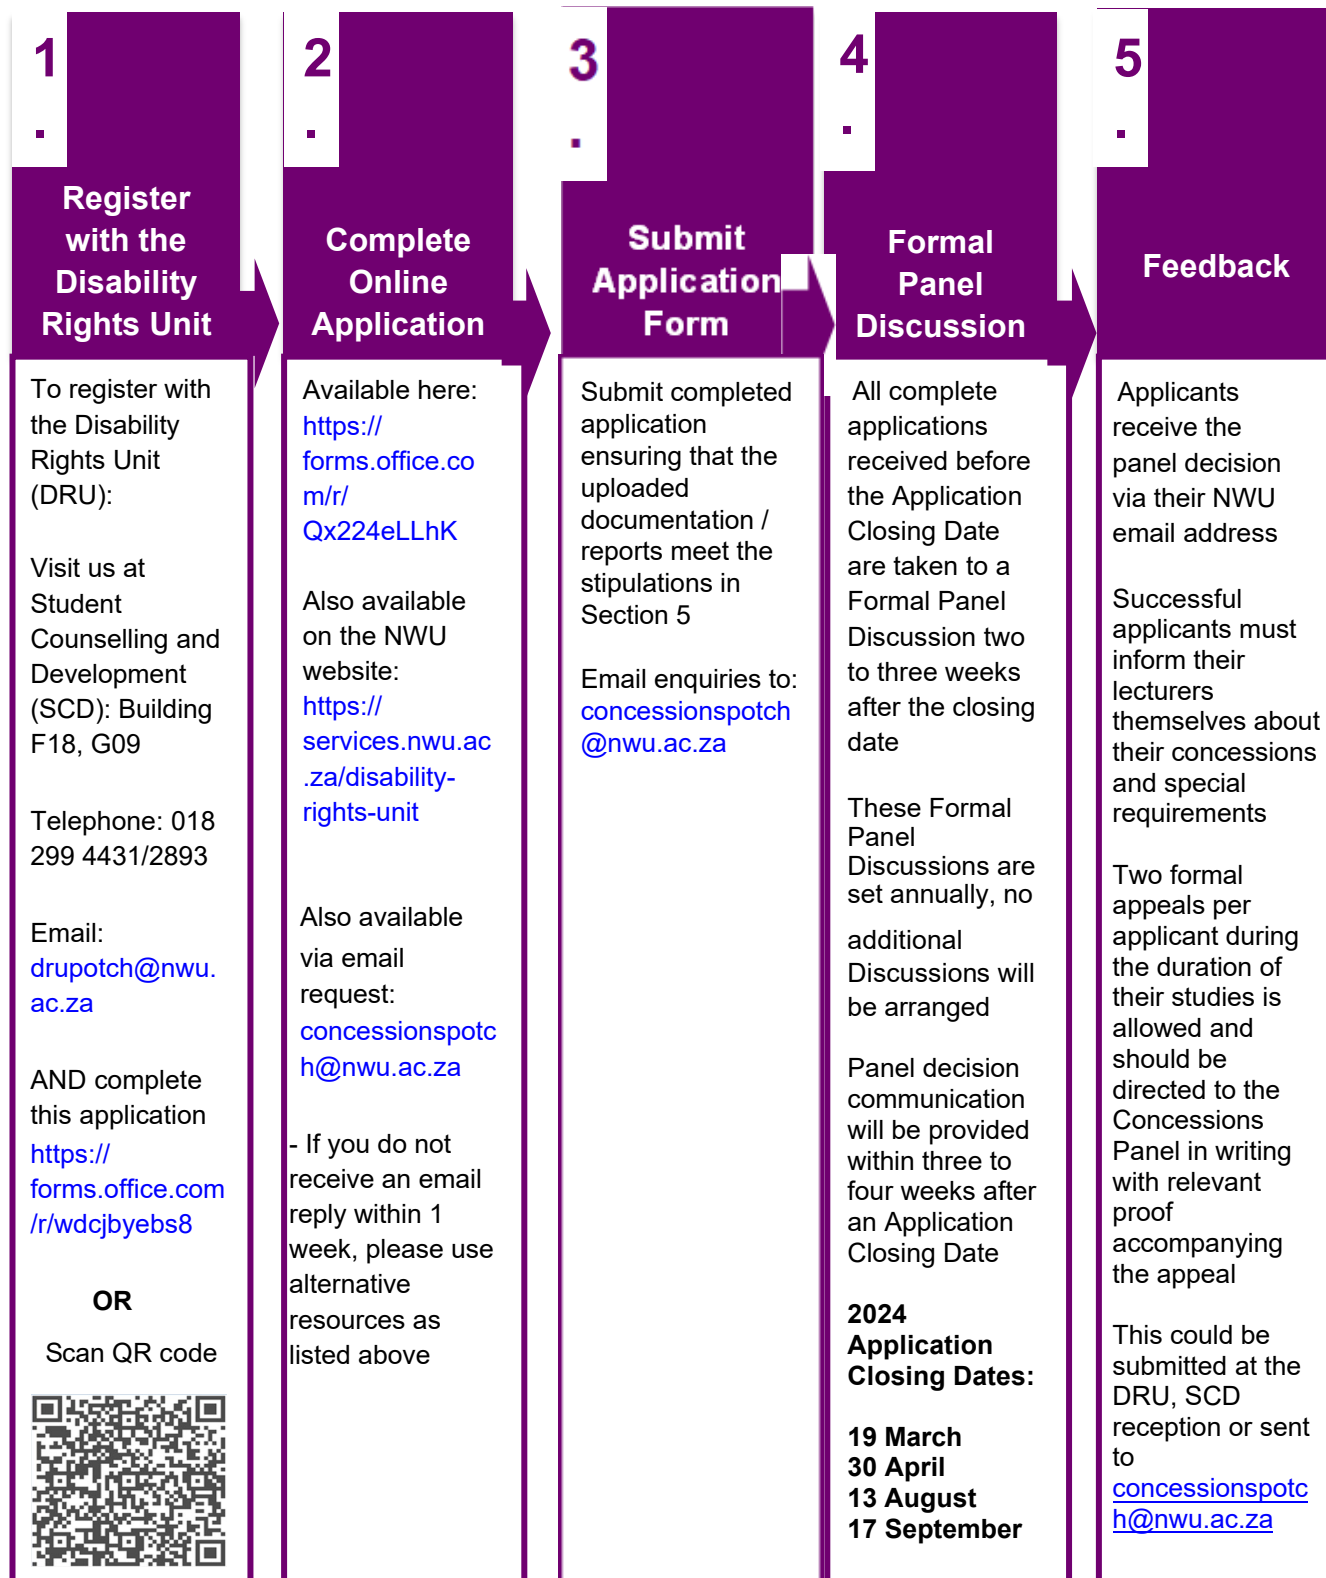 1
.
Register
with the
Disability
Rights Unit
To register with
the Disability
Rights Unit
(DRU):
Visit us at
Student
Counselling and
Development
(SCD): Building
F18, G09
Telephone: 018
299 4431/2893
Email:
drupotch@nwu.
ac.za
AND complete
this application
https://
forms.office.com
/r/wdcjbyebs8
OR
Scan QR code
2
.
Complete
Online
Application
Available here:
https://
forms.office.co
m/r/
Qx224eLLhK
Also available
on the NWU
website:
https://
services.nwu.ac
.za/disability-
rights-unit
Also available
via email
request:
concessionspotc
h@nwu.ac.za
- If you do not
receive an email
reply within 1
week, please use
alternative
resources as
listed above
3
.
Submit
Application
Form
Submit completed
application
ensuring that the
uploaded
documentation /
reports meet the
stipulations in
Section 5
Email enquiries to:
concessionspotch
@nwu.ac.za
4
.
Formal
Panel
Discussion
All complete
applications
received before
the Application
Closing Date
are taken to a
Formal Panel
Discussion two
to three weeks
after the closing
date
These Formal
Panel
Discussions are
set annually, no
additional
Discussions will
be arranged
Panel decision
communication
will be provided
within three to
four weeks after
an Application
Closing Date
2024
Application
Closing Dates:
19 March
30 April
13 August
17 September
5
.
Feedback
Applicants
receive the
panel decision
via their NWU
email address
Successful
applicants must
inform their
lecturers
themselves about
their concessions
and special
requirements
Two formal
appeals per
applicant during
the duration of
their studies is
allowed and
should be
directed to the
Concessions
Panel in writing
with relevant
proof
accompanying
the appeal
This could be
submitted at the
DRU, SCD
reception or sent
to
concessionspotc
h@nwu.ac.za